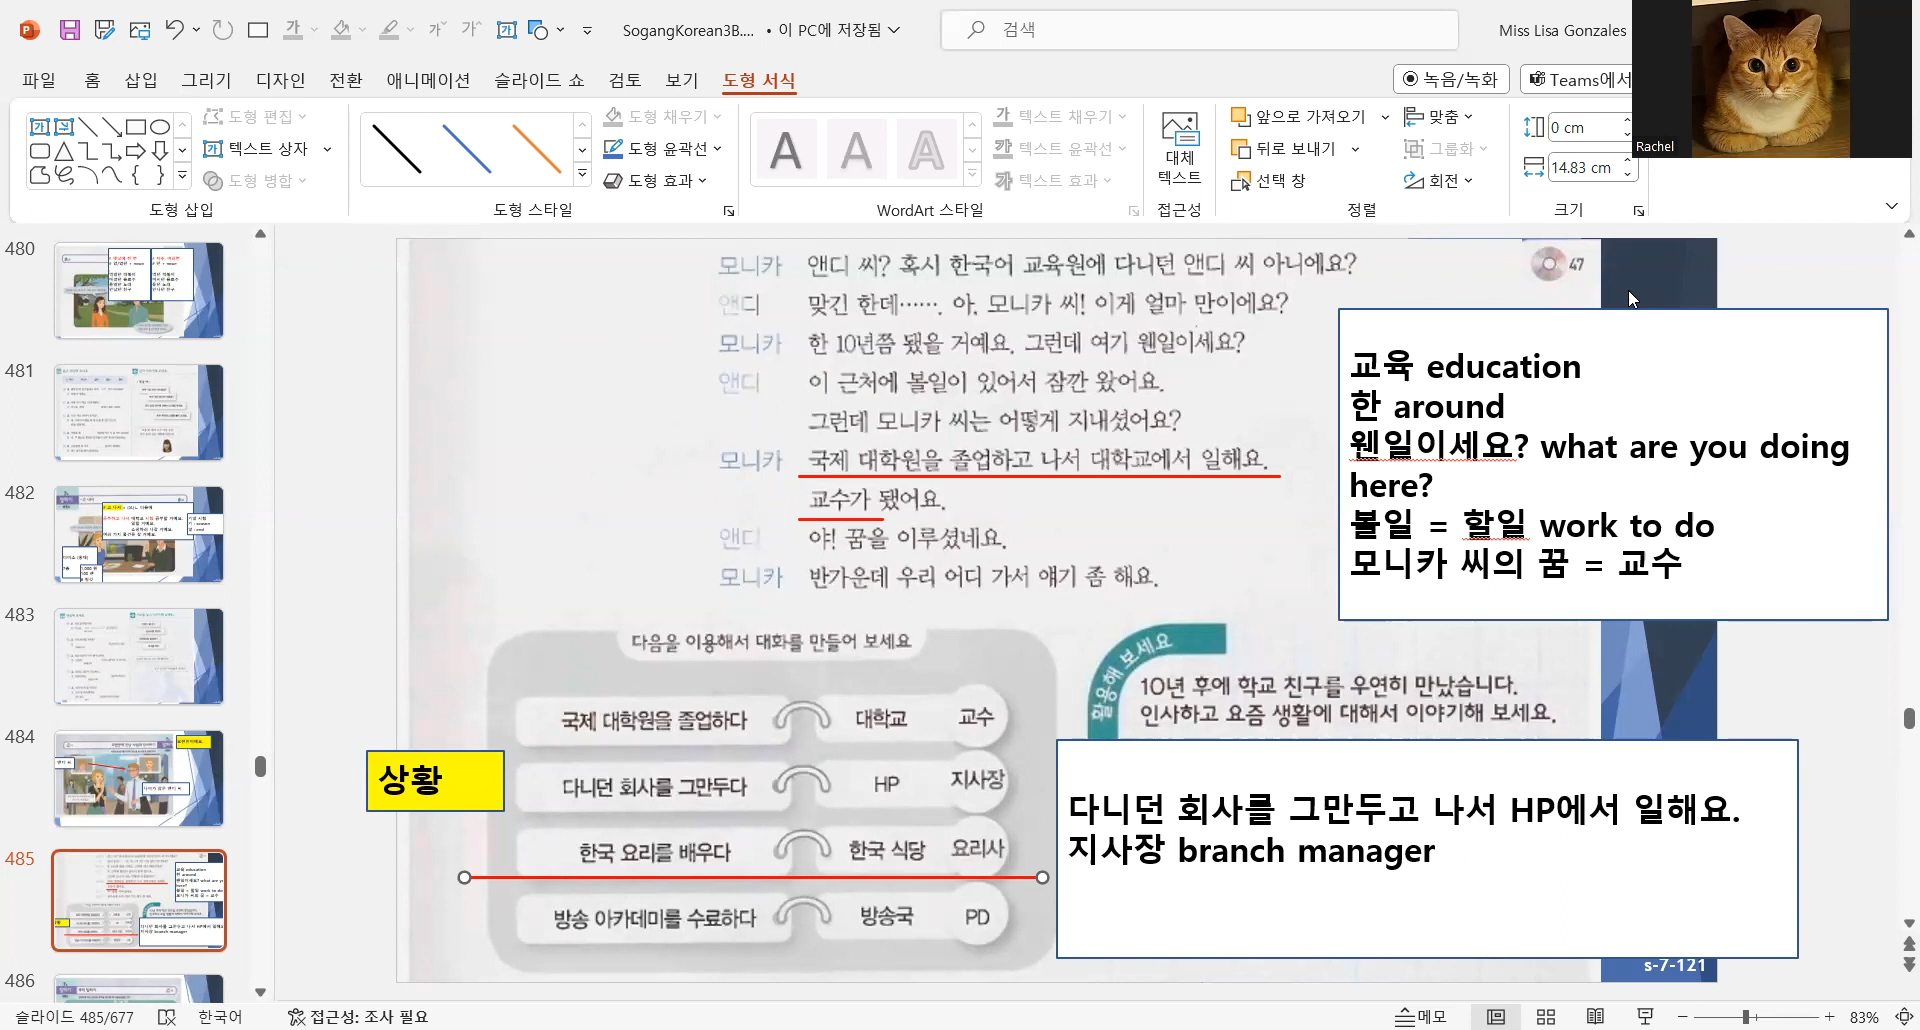 SogangKorean3B....
• 이 PC에 저장됨
검색
Miss Lisa Gonzales
파일 홈 삽입 그리기 디자인 전환 애니메이션 슬라이드 쇼 검토 보기 도형 서식
녹음/녹화
Teams에서
Rachel
도형 편집
텍스트 상자
도형 병합
도형 삽입
도형 채우기
도형 윤곽선
도형 효과
도형 스타일
텍스트 채우기
텍스트 윤곽선
텍스트 효과
WordArt 스타일
대체
텍스트
접근성
앞으로 가져오기
뒤로 보내기
선택 창
맞춤
그룹화
회전
정렬
0 cm
14.83 cm
크기
480
481
482
483
484
485
486
모니카 앤디 씨? 혹시 한국어 교육원에 다니던 앤디 씨 아니에요?
47
앤디 맞긴 한데……. 아, 모니카 씨! 이게 얼마 만이에요?
모니카 한 10년쯤 됐을 거예요. 그런데 여기 웬일이세요?
앤디 이 근처에 볼일이 있어서 잠깐 왔어요.
그런데 모니카 씨는 어떻게 지내셨어요?
모니카 국제 대학원을 졸업하고 나서 대학교에서 일해요.
교수가 됐어요.
앤디 야! 꿈을 이루셨네요.
모니카 반가운데 우리 어디 가서 얘기 좀 해요.
교육 education
한 around
웬일이세요? what are you doing
here?
볼일 = 할일 work to do
모니카 씨의 꿈 = 교수
다음을 이용해서 대화를 만들어 보세요
국제 대학원을 졸업하다 대학교 교수
다니던 회사를 그만두다 HP 지사장
한국 요리를 배우다 한국 식당 요리사
방송 아카데미를 수료하다 방송국 PD
상황
활용해 보세요
10년 후에 학교 친구를 우연히 만났습니다.
인사하고 요즘 생활에 대해서 이야기해 보세요.
다니던 회사를 그만두고 나서 HP에서 일해요.
지사장 branch manager
s-7-121
슬라이드 485/677
한국어
접근성: 조사 필요
메모
83%